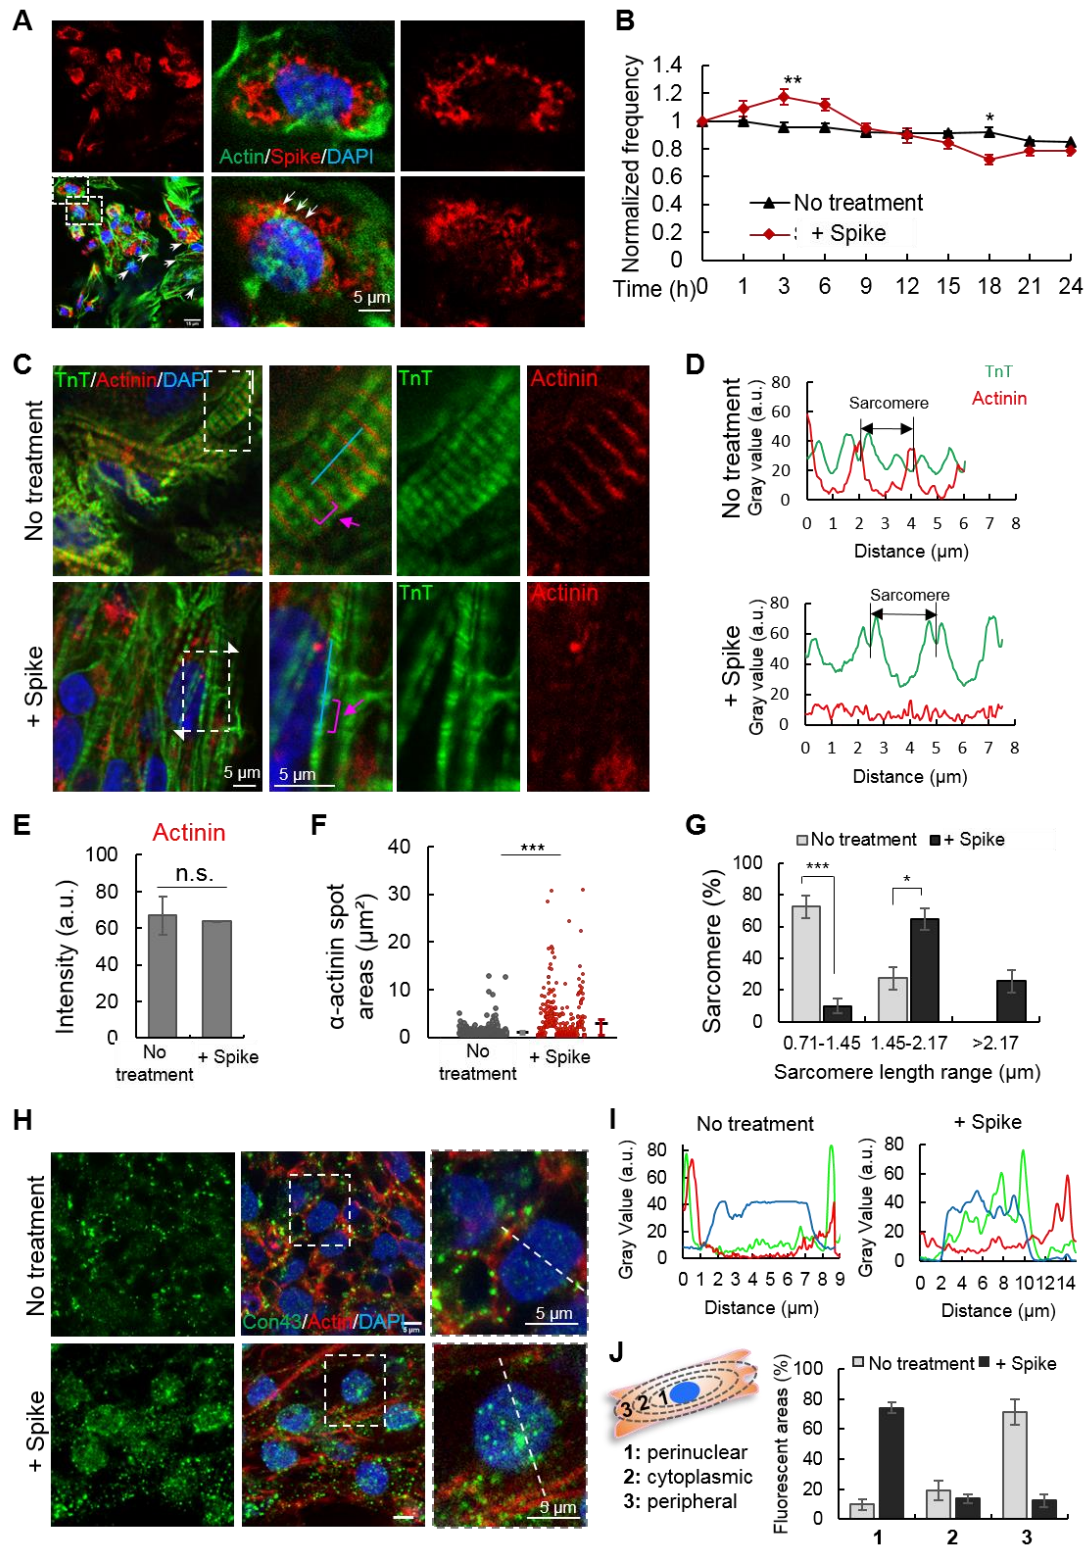 A
Actin/Spike/DAPI
5 µm
B
Normalized frequency
1.4
1.2
1
0.8
0.6
0.4
0.2
0
No treatment
+ Spike
Time (h)
0 1 3 6 9 12 15 18 21 24
**
*
C
No treatment
TnT/Actinin/DAPI
TnT
Actinin
+ Spike
TnT
Actinin
5 µm
5 µm
D
TnT
Actinin
No treatment
Gray value (a.u.)
80
60
40
20
0
Sarcomere
0 1 2 3 4 5 6 7 8
Distance (µm)
+ Spike
Gray value (a.u.)
80
60
40
20
0
Sarcomere
0 1 2 3 4 5 6 7 8
Distance (µm)
E
Actinin
Intensity (a.u.)
100
80
60
40
20
0
n.s.
No treatment
+ Spike
F
α-actinin spot
areas (µm²)
40
30
20
10
0
***
No treatment
+ Spike
G
No treatment + Spike
Sarcomere (%)
100
80
60
40
20
0
***
*
0.71-1.45 1.45-2.17 >2.17
Sarcomere length range (µm)
H
No treatment
Con43/Actin/DAPI
5 µm
5 µm
+ Spike
5 µm
I
No treatment
Gray Value (a.u.)
80
60
40
20
0
0 1 2 3 4 5 6 7 8 9
Distance (µm)
+ Spike
Gray Value (a.u.)
80
60
40
20
0
0 2 4 6 8 10 12 14
Distance (µm)
J
3 2 1
1: perinuclear
2: cytoplasmic
3: peripheral
No treatment + Spike
Fluorescent areas (%)
100
80
60
40
20
0
1 2 3